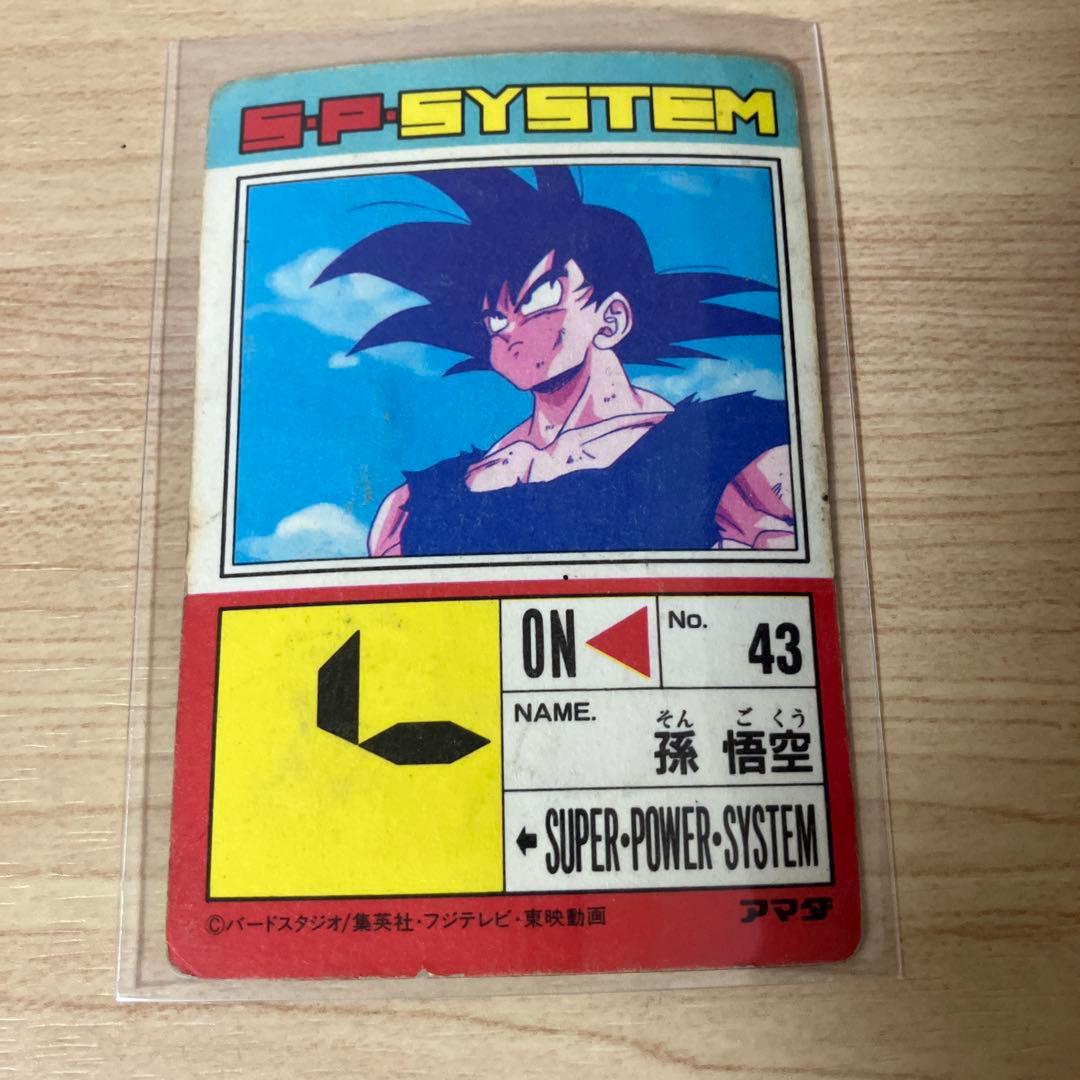 S・P・SYSTEM
ON
No.
43
NAME.
そん ご くう
孫 悟空
SUPER・POWER・SYSTEM
©バードスタジオ/集英社・フジテレビ・東映動画
アマダ